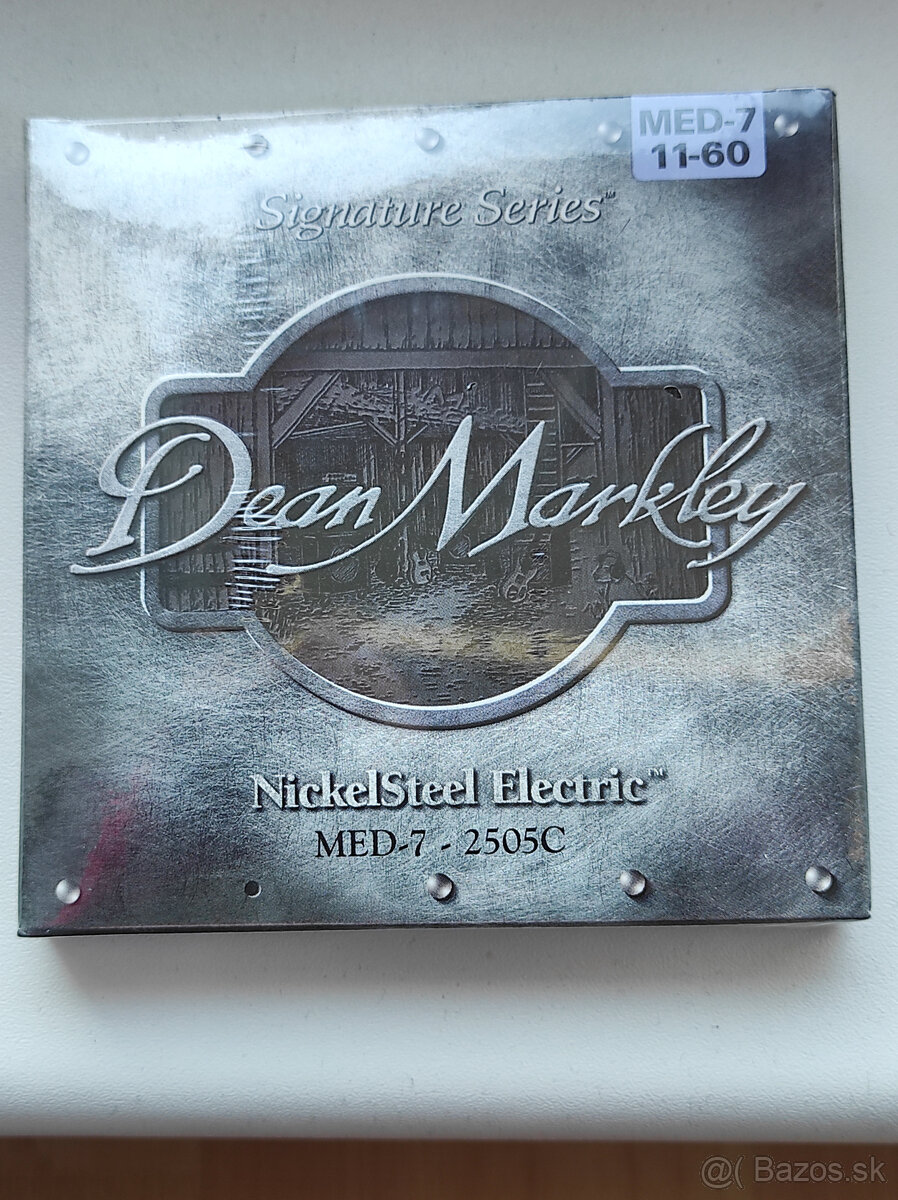 MED-7
11-60
Signature Series™
Dean Markley
NickelSteel Electric™
MED-7 - 2505C
@( Bazos.sk